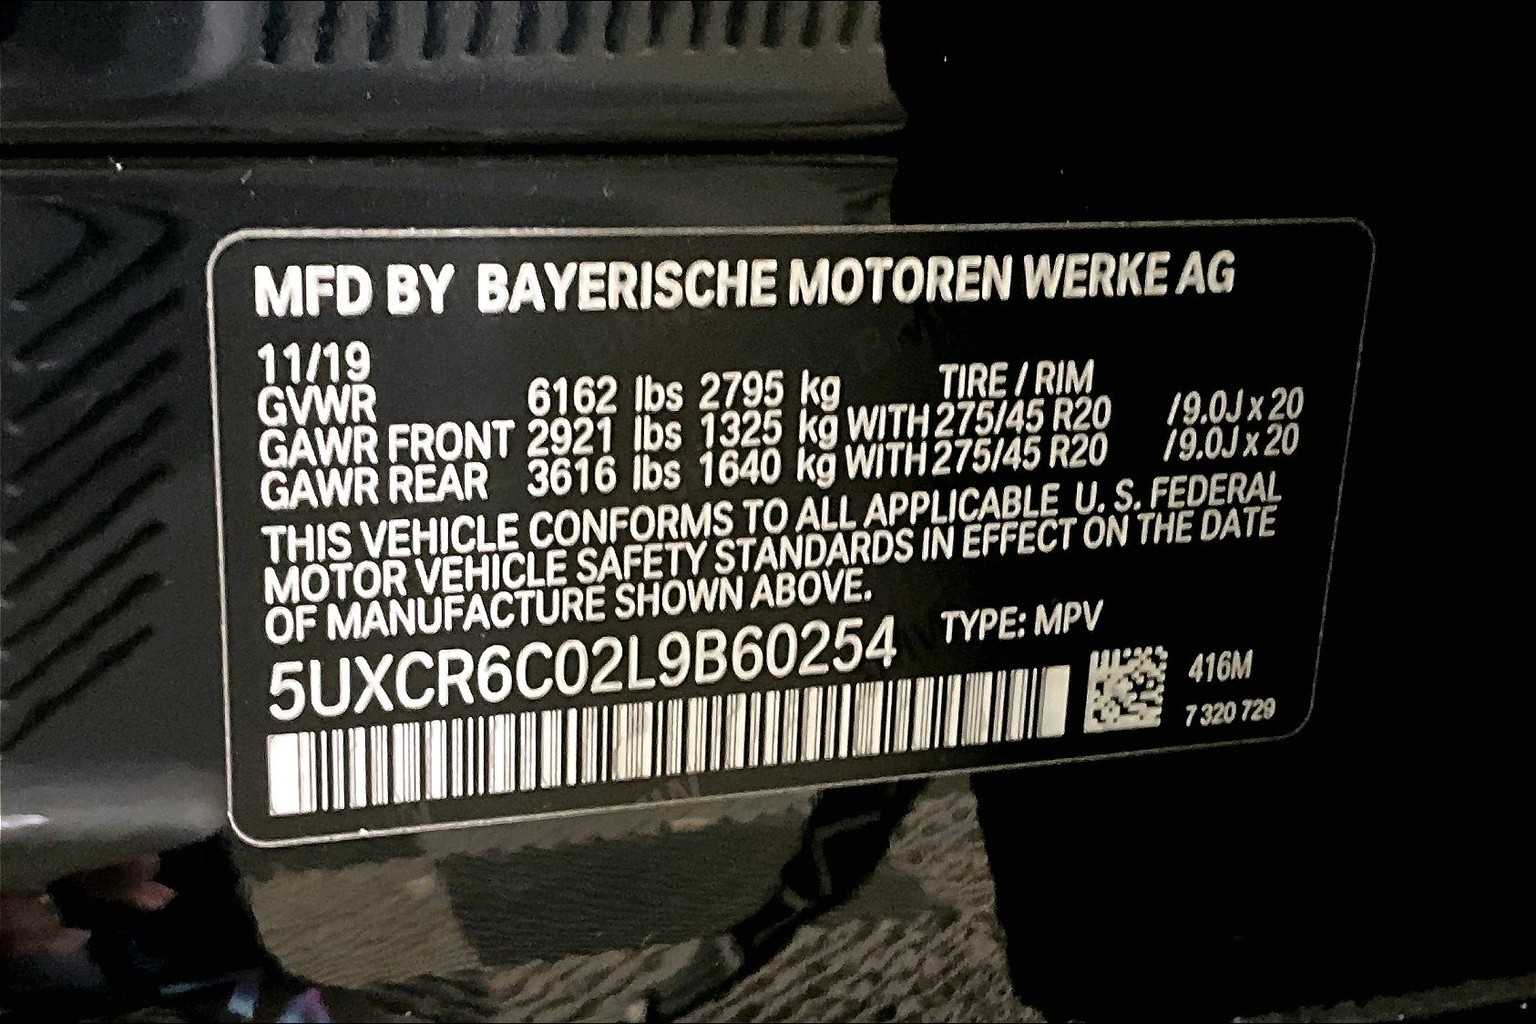 MFD BY BAYERISCHE MOTOREN WERKE AG
11/19
GVWR 6162 lbs 2795 kg TIRE / RIM
GAWR FRONT 2921 lbs 1325 kg WITH 275/45 R20 /9.0J x 20
GAWR REAR 3616 lbs 1640 kg WITH 275/45 R20 /9.0J x 20
THIS VEHICLE CONFORMS TO ALL APPLICABLE U. S. FEDERAL
MOTOR VEHICLE SAFETY STANDARDS IN EFFECT ON THE DATE
OF MANUFACTURE SHOWN ABOVE.
5UXCR6C02L9B60254 TYPE: MPV
416M
7 320 729